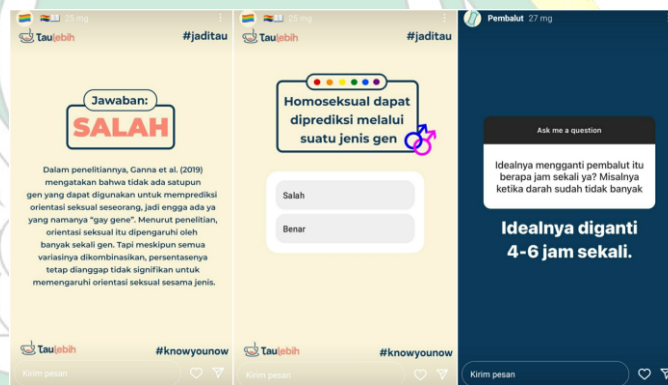 25 mg
Taulebih
#jaditau
Jawaban:
SALAH
Dalam penelitiannya, Ganna et al. (2019)
mengatakan bahwa tidak ada satupun
gen yang dapat digunakan untuk memprediksi
orientasi seksual seseorang, jadi engga ada ya
yang namanya “gay gene”. Menurut penelitian,
orientasi seksual itu dipengaruhi oleh
banyak sekali gen. Tapi meskipun semua
variasinya dikombinasikan, persentasenya
tetap dianggap tidak signifikan untuk
memengaruhi orientasi seksual sesama jenis.
Taulebih
#knowyounow
Kirim pesan
25 mg
Taulebih
#jaditau
Homoseksual dapat
diprediksi melalui
suatu jenis gen
Salah
Benar
Taulebih
#knowyounow
Kirim pesan
Pembalut 27 mg
Ask me a question
Idealnya mengganti pembalut itu
berapa jam sekali ya? Misalnya
ketika darah sudah tidak banyak
Idealnya diganti
4-6 jam sekali.
Kirim pesan